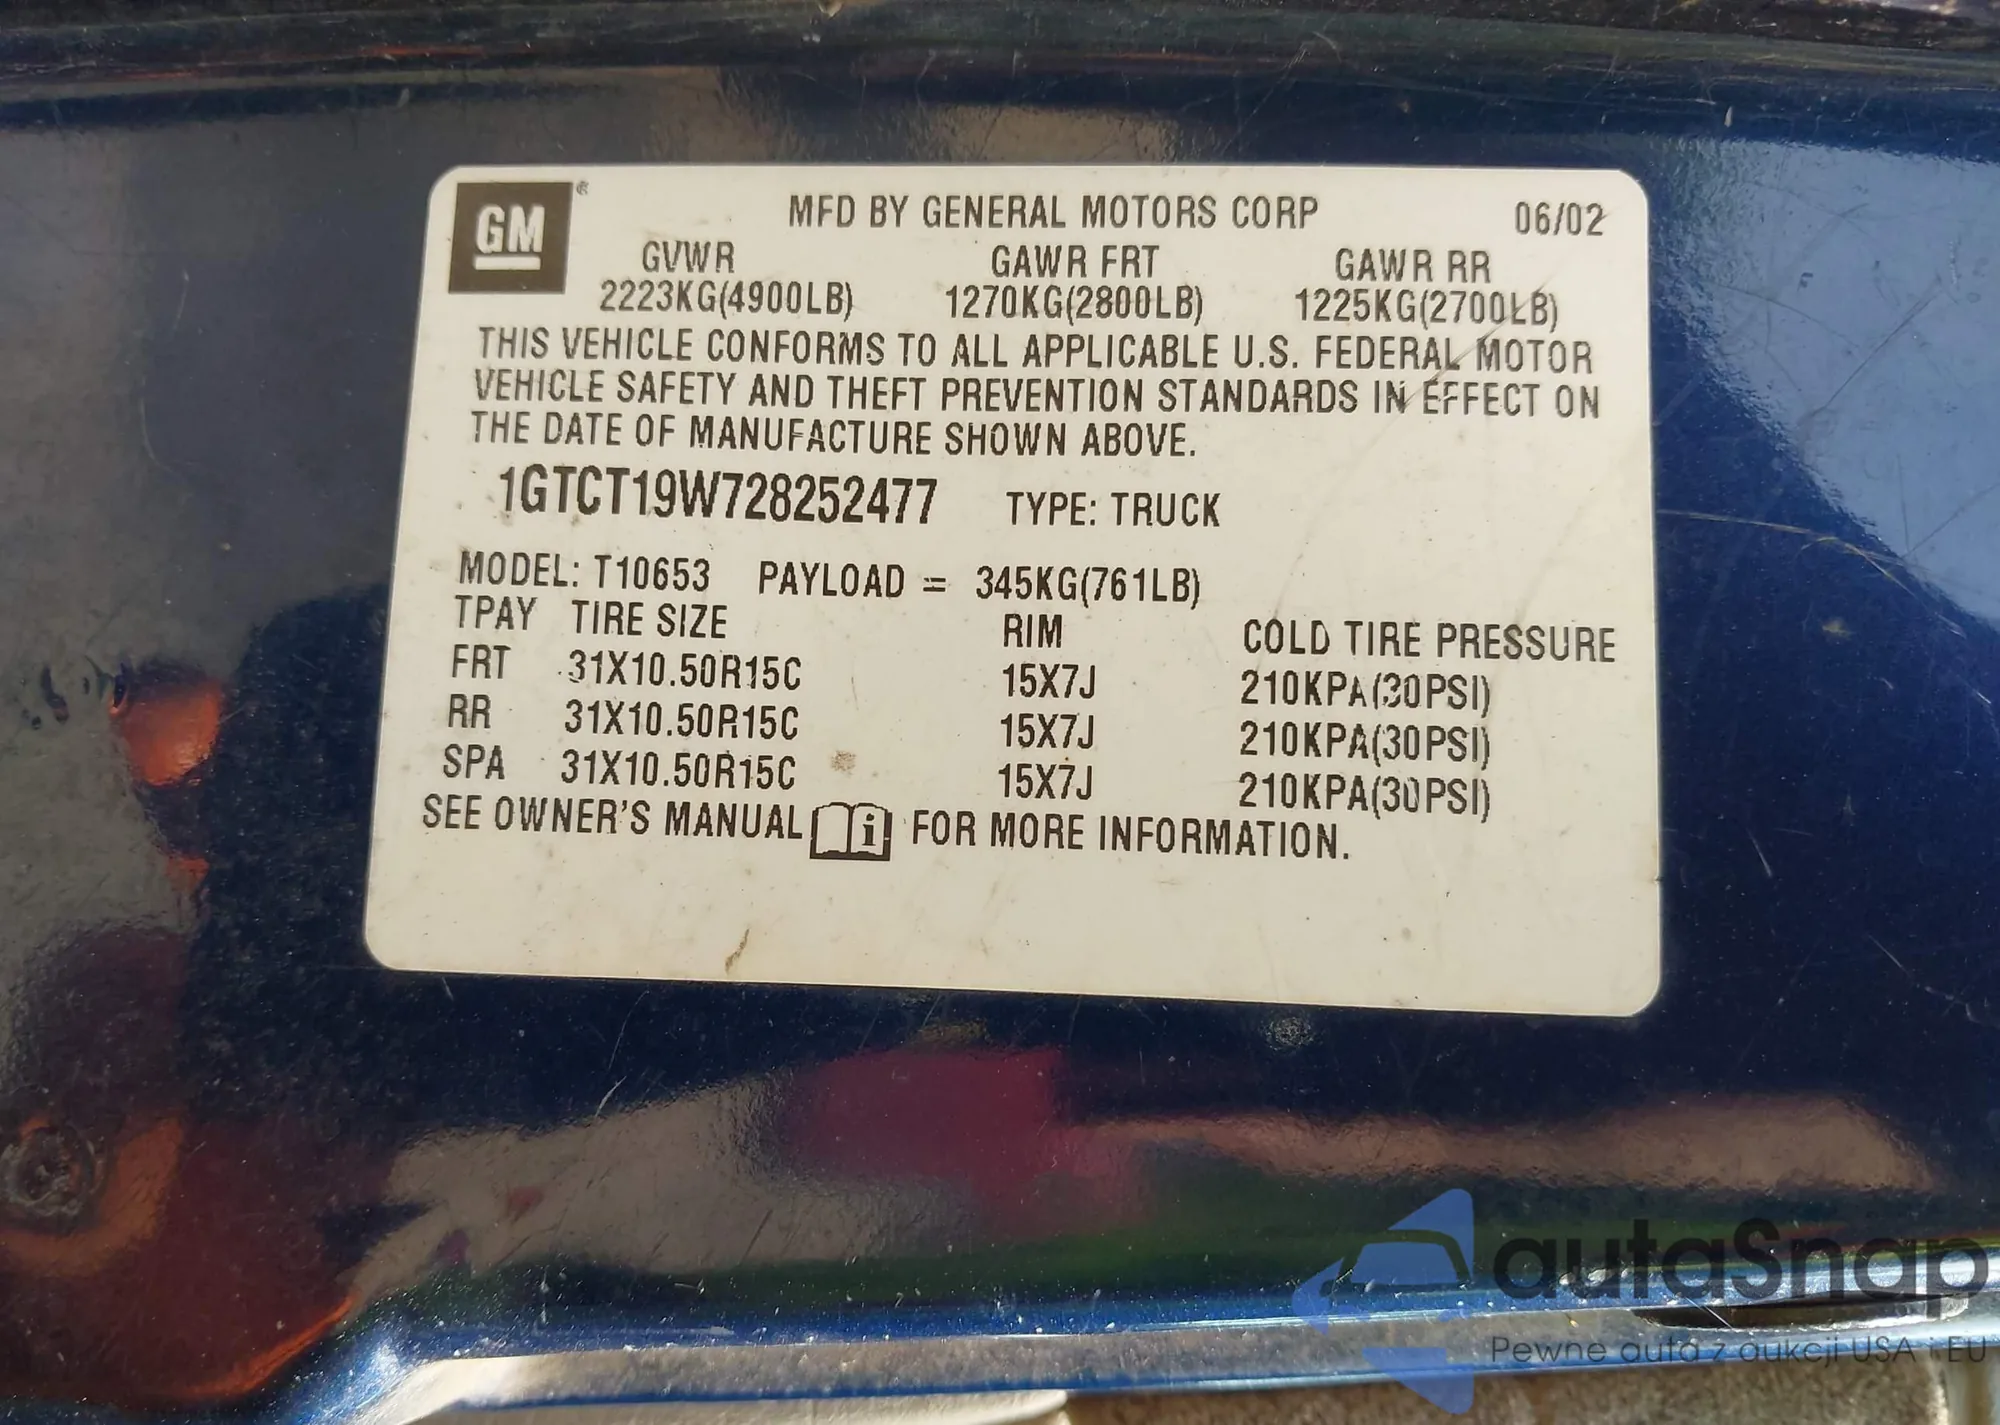 GM ®
MFD BY GENERAL MOTORS CORP 06/02
GVWR GAWR FRT GAWR RR
2223KG(4900LB) 1270KG(2800LB) 1225KG(2700LB)
THIS VEHICLE CONFORMS TO ALL APPLICABLE U.S. FEDERAL MOTOR
VEHICLE SAFETY AND THEFT PREVENTION STANDARDS IN EFFECT ON
THE DATE OF MANUFACTURE SHOWN ABOVE.
1GTCT19W728252477 TYPE: TRUCK
MODEL: T10653 PAYLOAD = 345KG(761LB)
TPAY TIRE SIZE RIM COLD TIRE PRESSURE
FRT 31X10.50R15C 15X7J 210KPA(30PSI)
RR 31X10.50R15C 15X7J 210KPA(30PSI)
SPA 31X10.50R15C 15X7J 210KPA(30PSI)
SEE OWNER'S MANUAL i FOR MORE INFORMATION.
autaSnap
Pewne auta z aukcji USA i EU